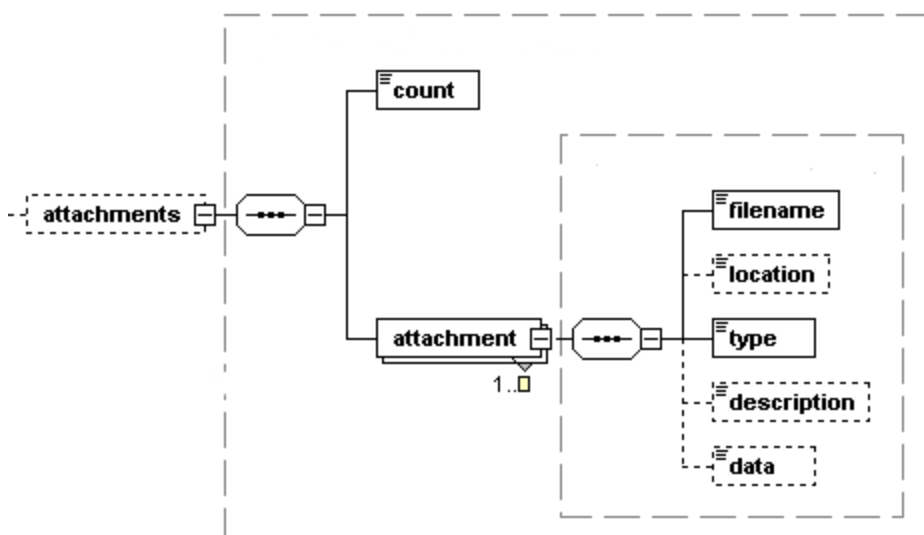 count
attachments
filename
location
attachment
type
1..
description
data